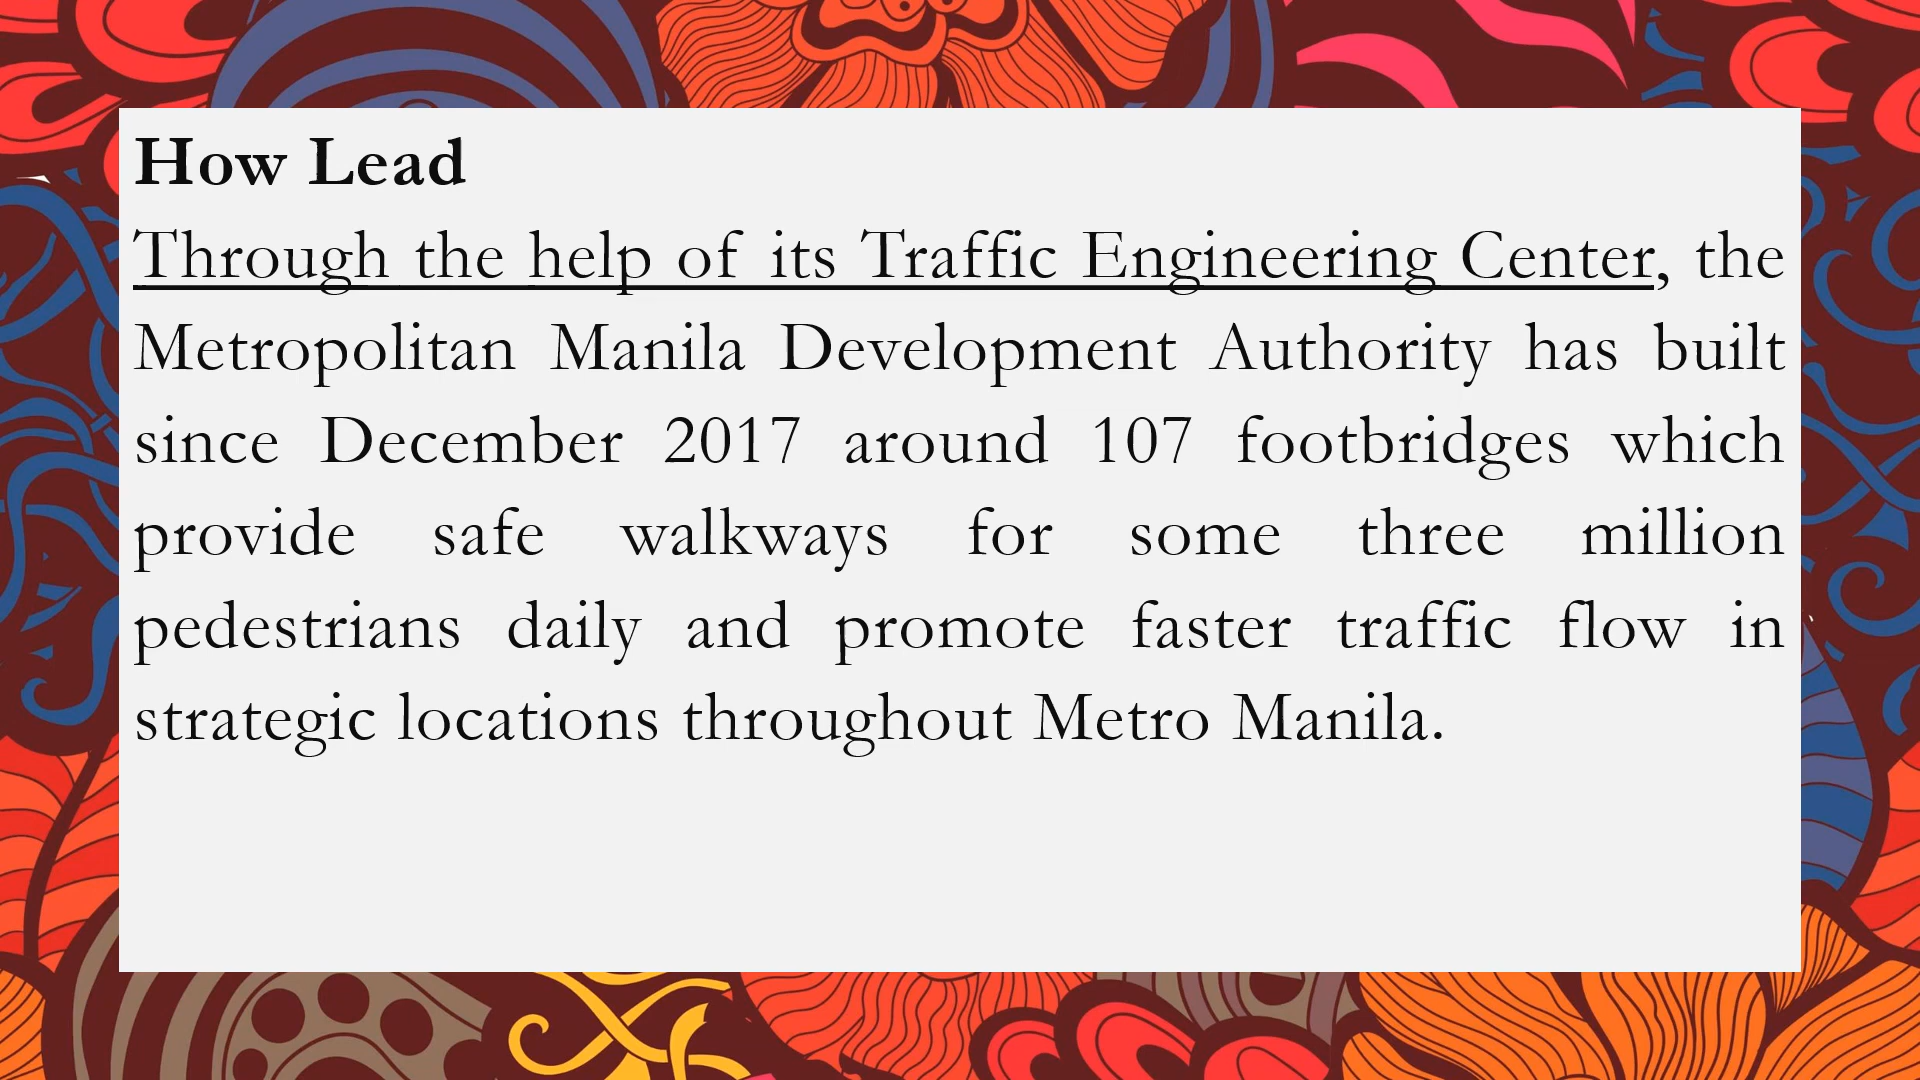 How Lead
Through the help of its Traffic Engineering Center, the
Metropolitan Manila Development Authority has built
since December 2017 around 107 footbridges which
provide safe walkways for some three million
pedestrians daily and promote faster traffic flow in
strategic locations throughout Metro Manila.